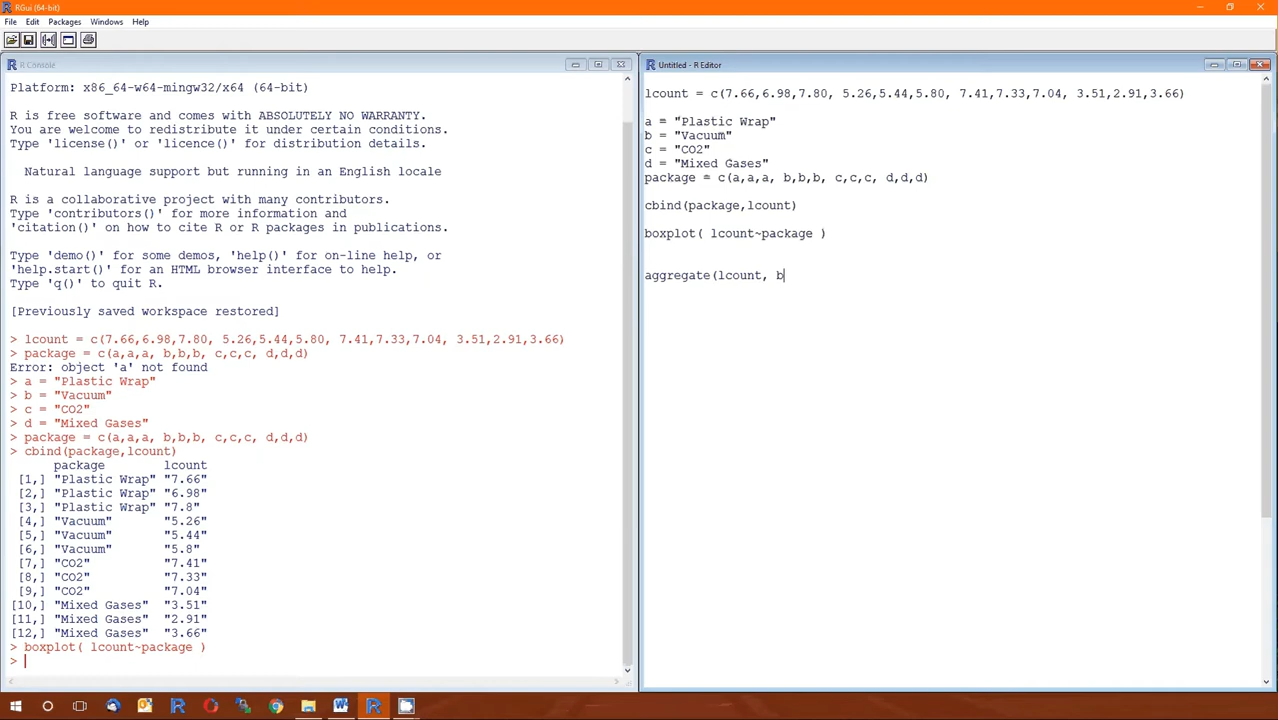 RGui (64-bit)
File Edit Packages Windows Help
R Console
Platform: x86_64-w64-mingw32/x64 (64-bit)
R is free software and comes with ABSOLUTELY NO WARRANTY.
You are welcome to redistribute it under certain conditions.
Type 'license()' or 'licence()' for distribution details.
Natural language support but running in an English locale
R is a collaborative project with many contributors.
Type 'contributors()' for more information and
'citation()' on how to cite R or R packages in publications.
Type 'demo()' for some demos, 'help()' for on-line help, or
'help.start()' for an HTML browser interface to help.
Type 'q()' to quit R.
[Previously saved workspace restored]
> lcount = c(7.66,6.98,7.80, 5.26,5.44,5.80, 7.41,7.33,7.04, 3.51,2.91,3.66)
> package = c(a,a,a, b,b,b, c,c,c, d,d,d)
Error: object 'a' not found
> a = "Plastic Wrap"
> b = "Vacuum"
> c = "CO2"
> d = "Mixed Gases"
> package = c(a,a,a, b,b,b, c,c,c, d,d,d)
> cbind(package,lcount)
package lcount
[1,] "Plastic Wrap" "7.66"
[2,] "Plastic Wrap" "6.98"
[3,] "Plastic Wrap" "7.8"
[4,] "Vacuum" "5.26"
[5,] "Vacuum" "5.44"
[6,] "Vacuum" "5.8"
[7,] "CO2" "7.41"
[8,] "CO2" "7.33"
[9,] "CO2" "7.04"
[10,] "Mixed Gases" "3.51"
[11,] "Mixed Gases" "2.91"
[12,] "Mixed Gases" "3.66"
> boxplot( lcount~package )
>
Untitled - R Editor
lcount = c(7.66,6.98,7.80, 5.26,5.44,5.80, 7.41,7.33,7.04, 3.51,2.91,3.66)
a = "Plastic Wrap"
b = "Vacuum"
c = "CO2"
d = "Mixed Gases"
package = c(a,a,a, b,b,b, c,c,c, d,d,d)
cbind(package,lcount)
boxplot( lcount~package )
aggregate(lcount, b